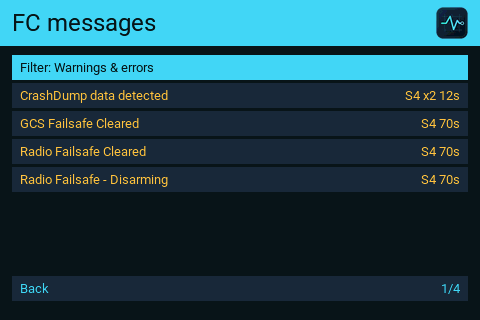 FC messages
Filter: Warnings & errors
CrashDump data detected S4 x2 12s
GCS Failsafe Cleared S4 70s
Radio Failsafe Cleared S4 70s
Radio Failsafe - Disarming S4 70s
Back 1/4